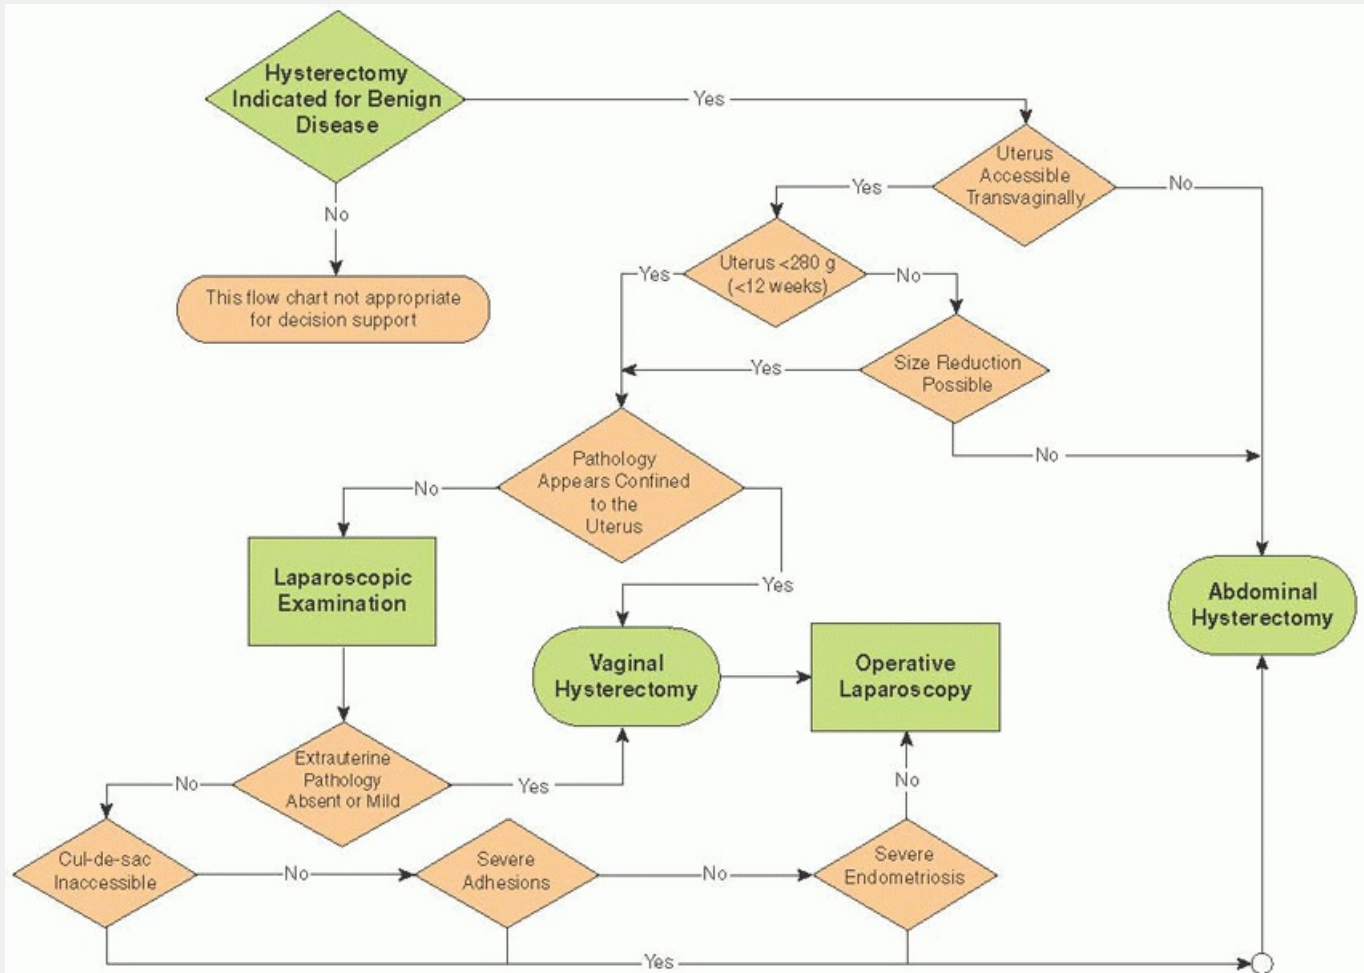 Hysterectomy
Indicated for Benign
Disease
Yes
No
This flow chart not appropriate
for decision support
Uterus
Accessible
Transvaginally
Yes
No
Uterus <280 g
(<12 weeks)
Yes
No
Size Reduction
Possible
Yes
No
Pathology
Appears Confined
to the
Uterus
No
Yes
Laparoscopic
Examination
Vaginal
Hysterectomy
Operative
Laparoscopy
Abdominal
Hysterectomy
Extrauterine
Pathology
Absent or Mild
No
Yes
No
Cul-de-sac
Inaccessible
No
Severe
Adhesions
No
Severe
Endometriosis
Yes